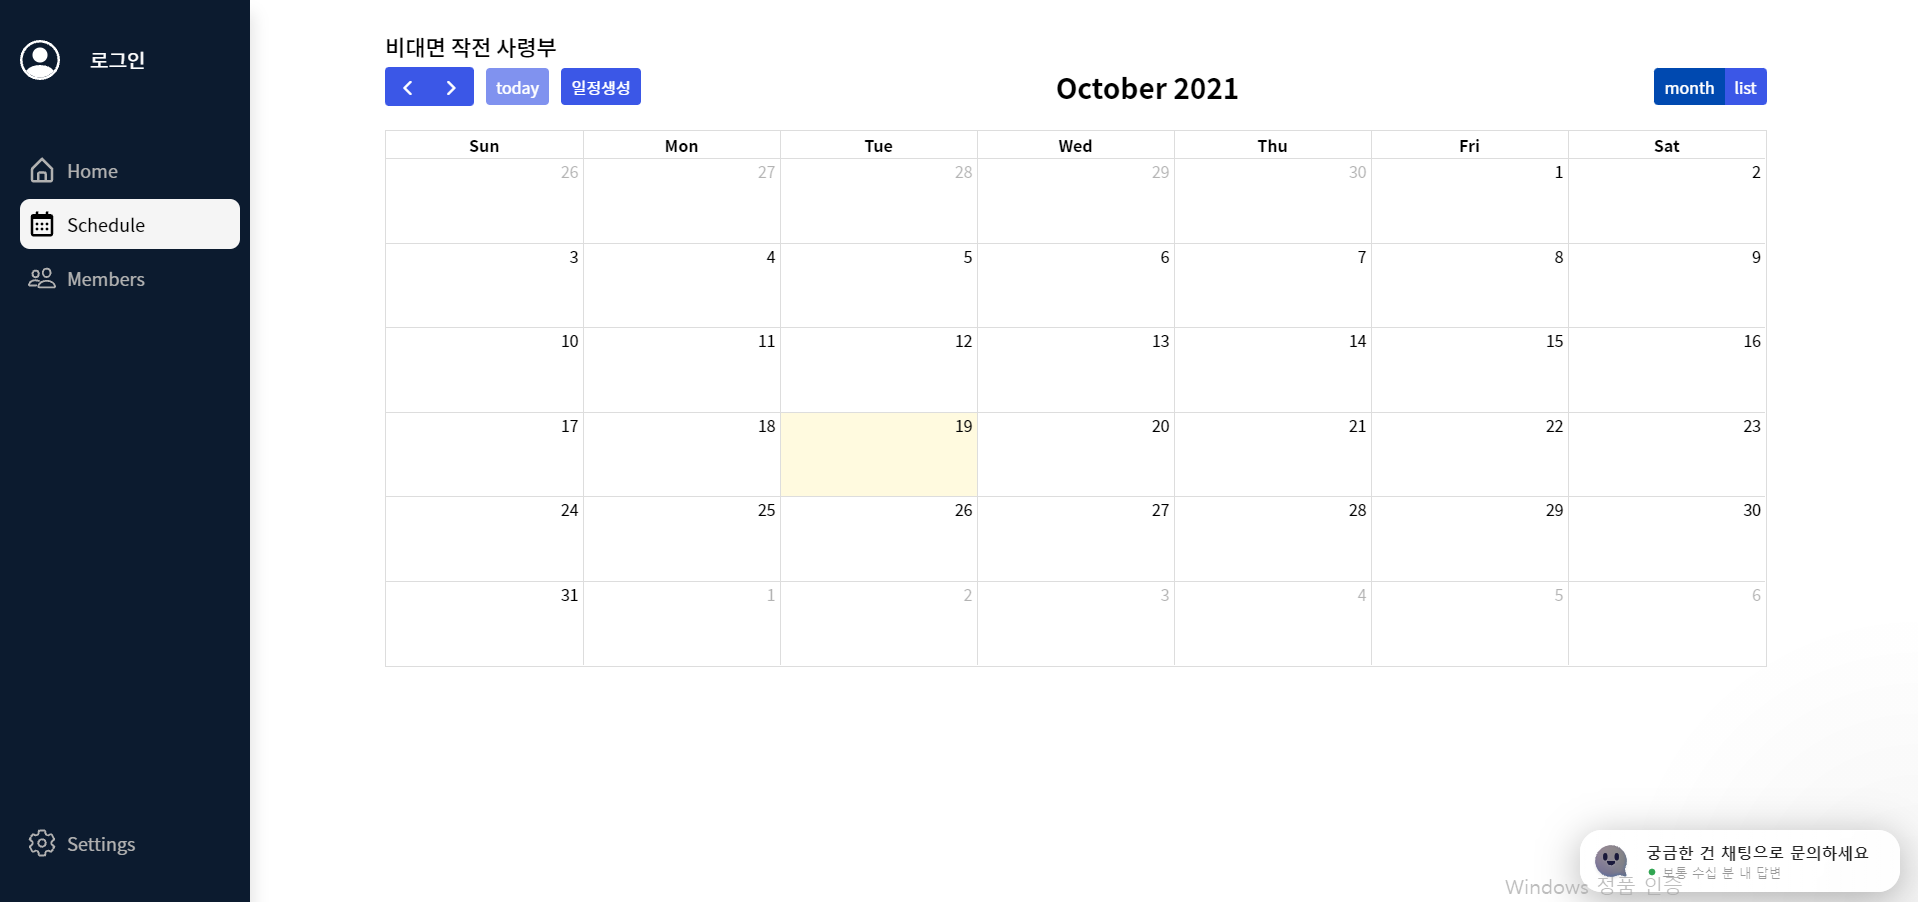 로그인
Home
Schedule
Members
Settings
비대면 작전 사령부
today 일정생성
October 2021
month list
Sun Mon Tue Wed Thu Fri Sat
26 27 28 29 30 1 2
3 4 5 6 7 8 9
10 11 12 13 14 15 16
17 18 19 20 21 22 23
24 25 26 27 28 29 30
31 1 2 3 4 5 6
궁금한 건 채팅으로 문의하세요
보통 수십 분 내 답변
Windows 정품 인증